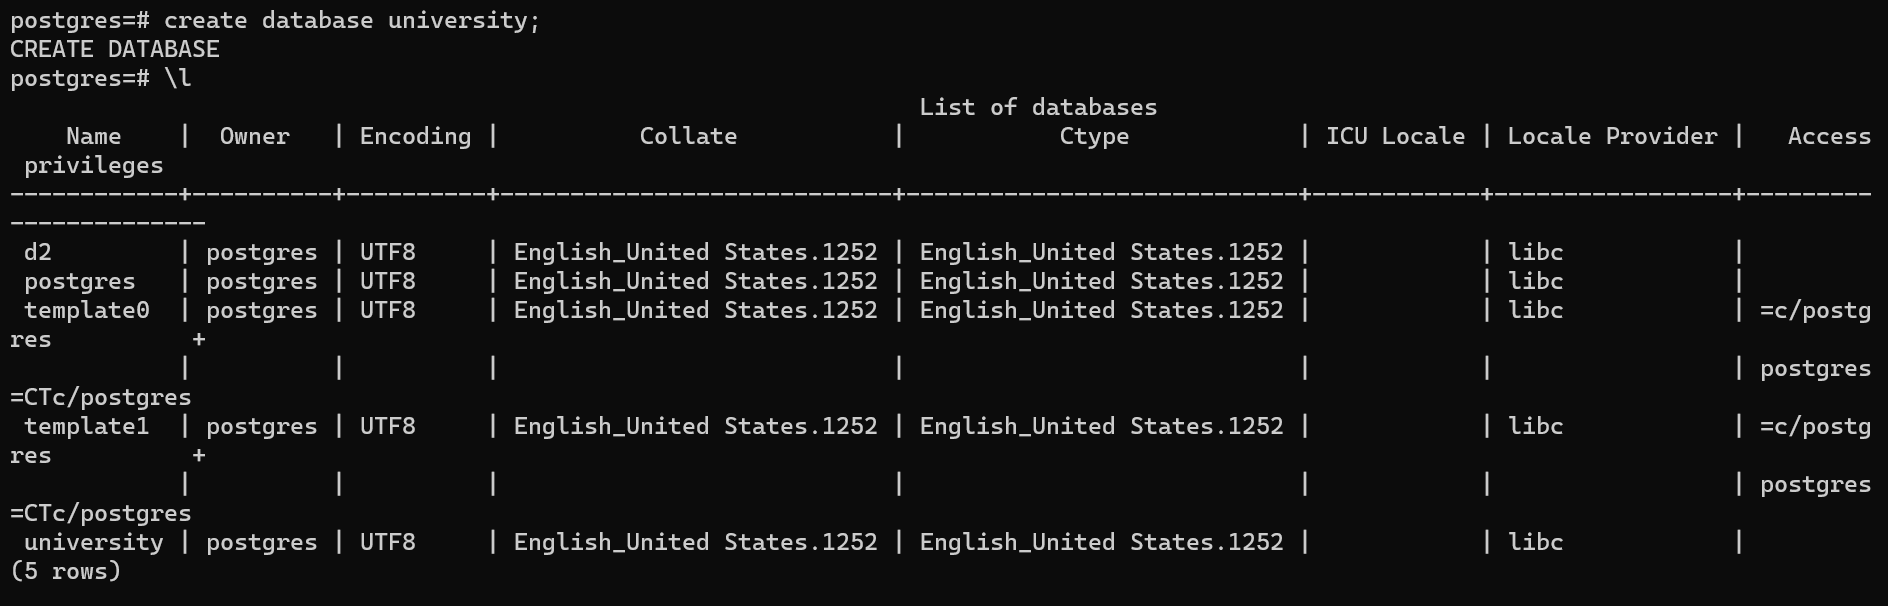 postgres=# create database university;
CREATE DATABASE
postgres=# \l
                                                                 List of databases
    Name    |  Owner   | Encoding |          Collate           |           Ctype            | ICU Locale | Locale Provider |   Access
 privileges
------------+----------+----------+----------------------------+----------------------------+------------+-----------------+---------
--------------
 d2         | postgres | UTF8     | English_United States.1252 | English_United States.1252 |            | libc            |
 postgres   | postgres | UTF8     | English_United States.1252 | English_United States.1252 |            | libc            |
 template0  | postgres | UTF8     | English_United States.1252 | English_United States.1252 |            | libc            | =c/postg
res          +
            |          |          |                            |                            |            |                 | postgres
=CTc/postgres
 template1  | postgres | UTF8     | English_United States.1252 | English_United States.1252 |            | libc            | =c/postg
res          +
            |          |          |                            |                            |            |                 | postgres
=CTc/postgres
 university | postgres | UTF8     | English_United States.1252 | English_United States.1252 |            | libc            |
(5 rows)